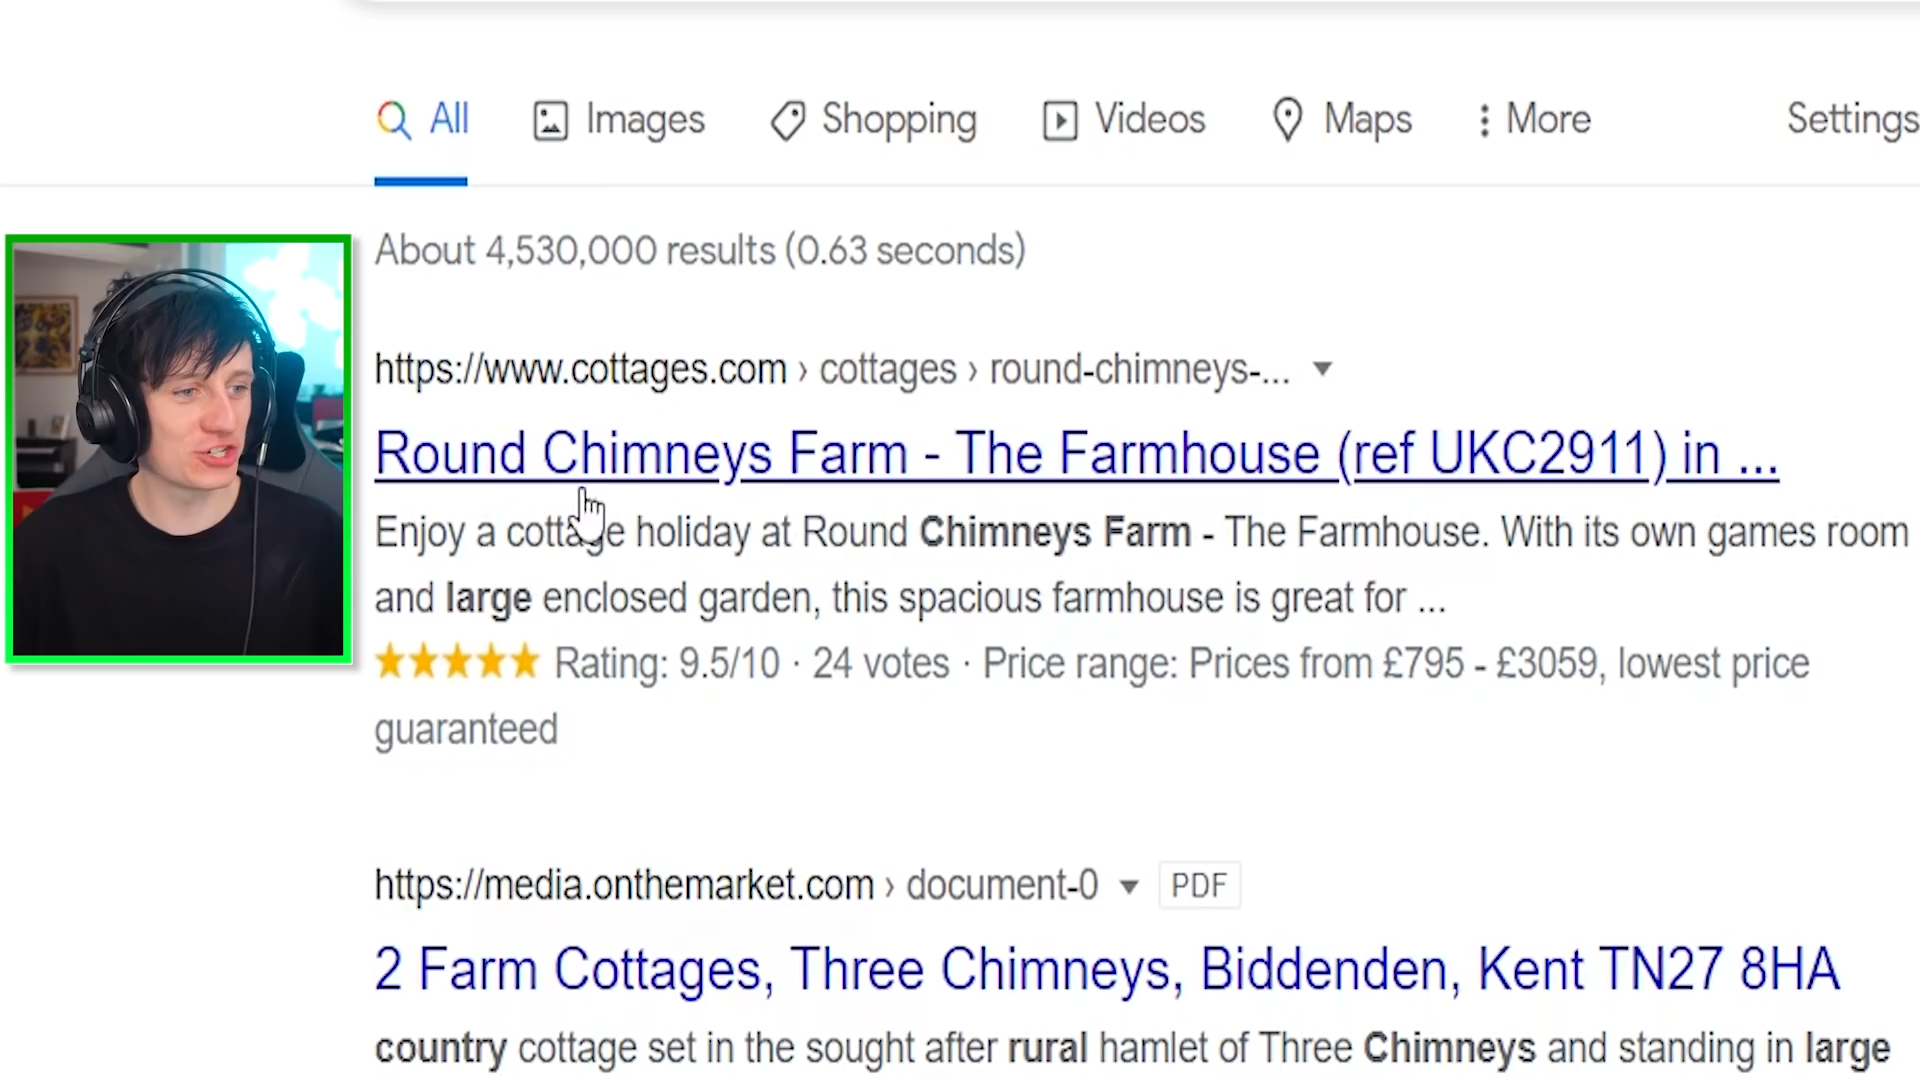 All Images Shopping Videos Maps More Settings
About 4,530,000 results (0.63 seconds)
https://www.cottages.com › cottages › round-chimneys-...
Round Chimneys Farm - The Farmhouse (ref UKC2911) in ...
Enjoy a cottage holiday at Round Chimneys Farm - The Farmhouse. With its own games room
and large enclosed garden, this spacious farmhouse is great for ...
Rating: 9.5/10 · 24 votes · Price range: Prices from £795 - £3059, lowest price
guaranteed
https://media.onthemarket.com › document-0 PDF
2 Farm Cottages, Three Chimneys, Biddenden, Kent TN27 8HA
country cottage set in the sought after rural hamlet of Three Chimneys and standing in large